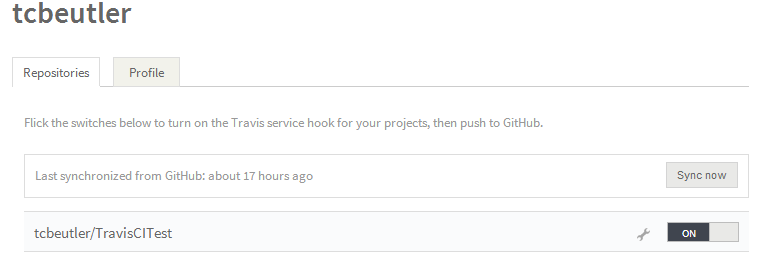 tcbeutler
Repositories
Profile
Flick the switches below to turn on the Travis service hook for your projects, then push to GitHub.
Last synchronized from GitHub: about 17 hours ago
Sync now
tcbeutler/TravisCITest
ON